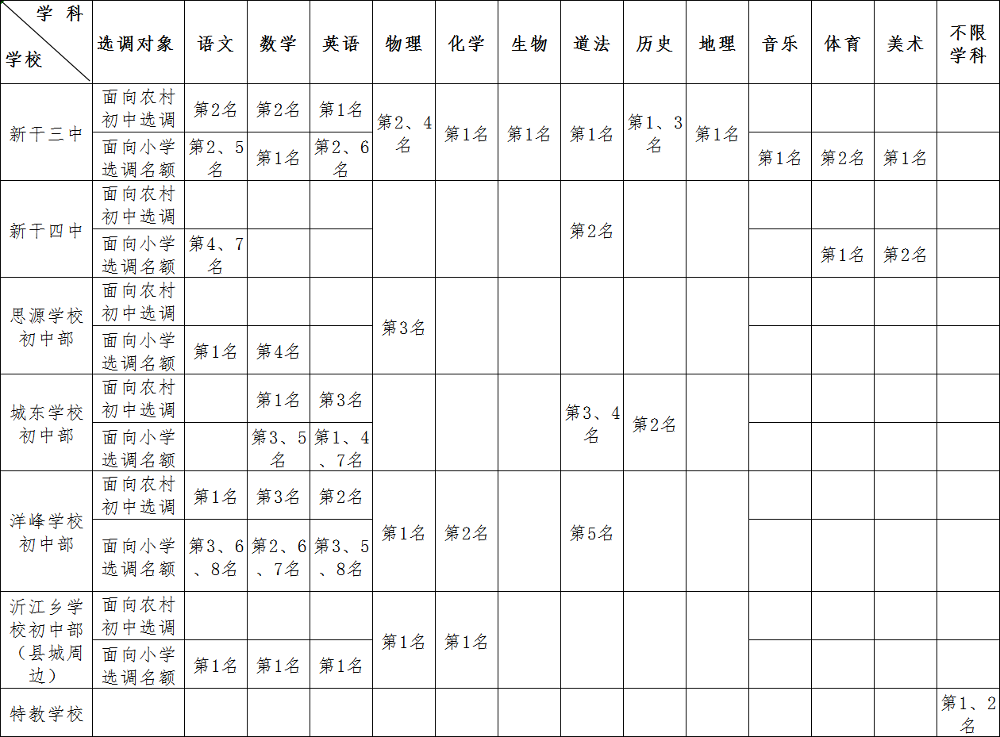 学 科
学校
选调对象 语文 数学 英语 物理 化学 生物 道法 历史 地理 音乐 体育 美术 不限
学科
新干三中
面向农村
初中选调
第2名 第2名 第1名
第2、4
名
第1名 第1名 第1名
第1、3
名
第1名
面向小学
选调名额
第2、5
名
第1名
第2、6
名
第1名 第2名 第1名
新干四中
面向农村
初中选调
第2名
面向小学
选调名额
第4、7
名
第1名 第2名
思源学校
初中部
面向农村
初中选调
第3名
面向小学
选调名额
第1名 第4名
城东学校
初中部
面向农村
初中选调
第1名 第3名
第3、4
名
第2名
面向小学
选调名额
第3、5
名
第1、4
、7名
洋峰学校
初中部
面向农村
初中选调
第1名 第3名 第2名
第1名 第2名 第5名
面向小学
选调名额
第3、6
、8名
第2、6
、7名
第3、5
、8名
沂江乡学
校初中部
（县城周
边）
面向农村
初中选调
第1名 第1名
面向小学
选调名额
第1名 第1名 第1名
特教学校
第1、2
名